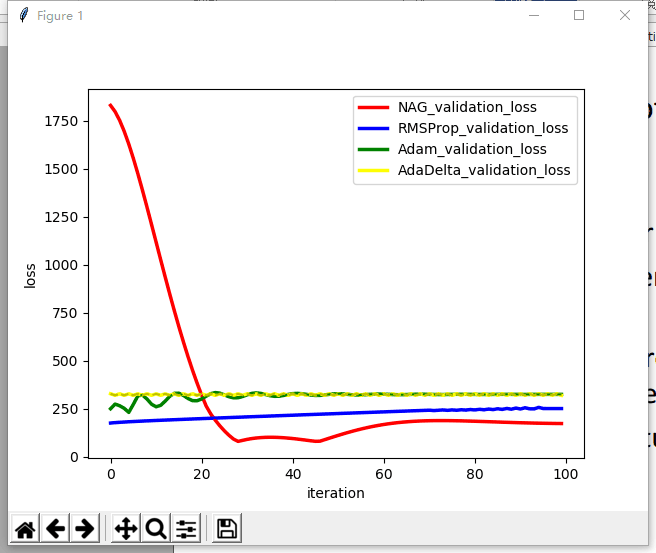 Figure 1
NAG_validation_loss
RMSProp_validation_loss
Adam_validation_loss
AdaDelta_validation_loss
1750
1500
1250
1000
750
500
250
0
loss
0 20 40 60 80 100
iteration